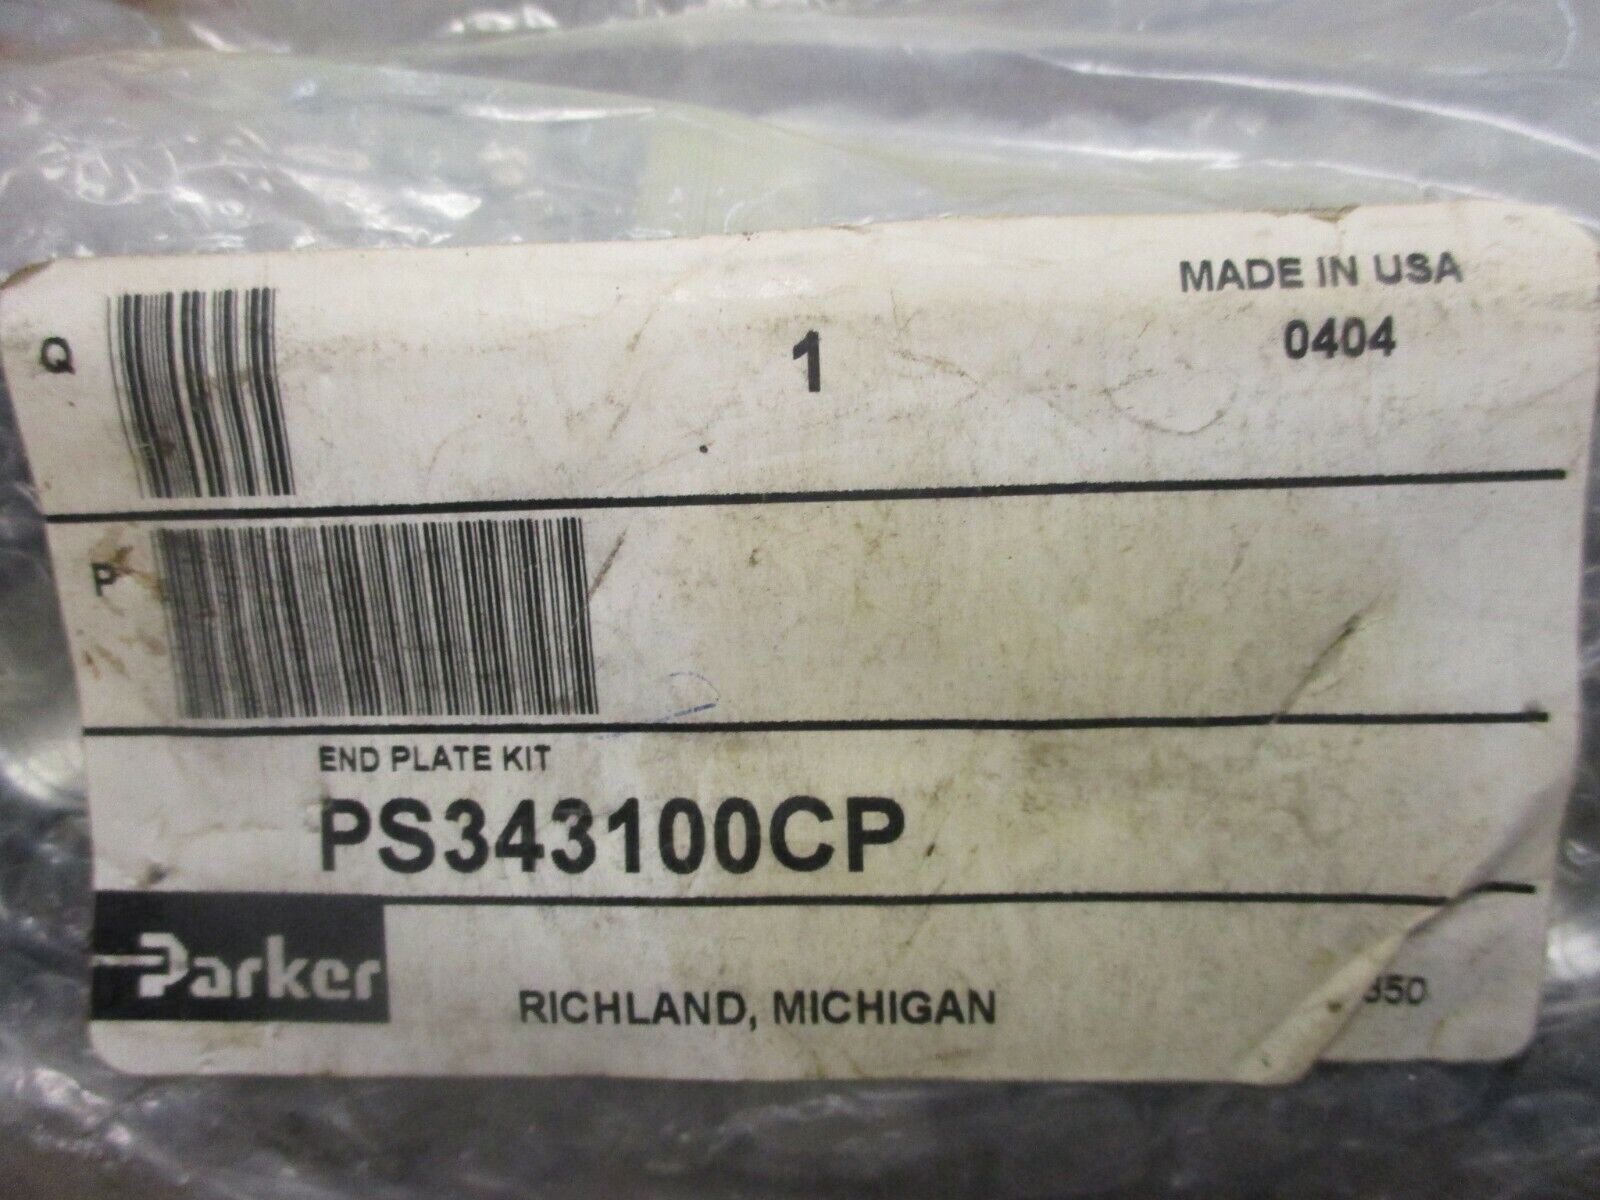 MADE IN USA
Q
1
0404
P
END PLATE KIT
PS343100CP
Parker
RICHLAND, MICHIGAN